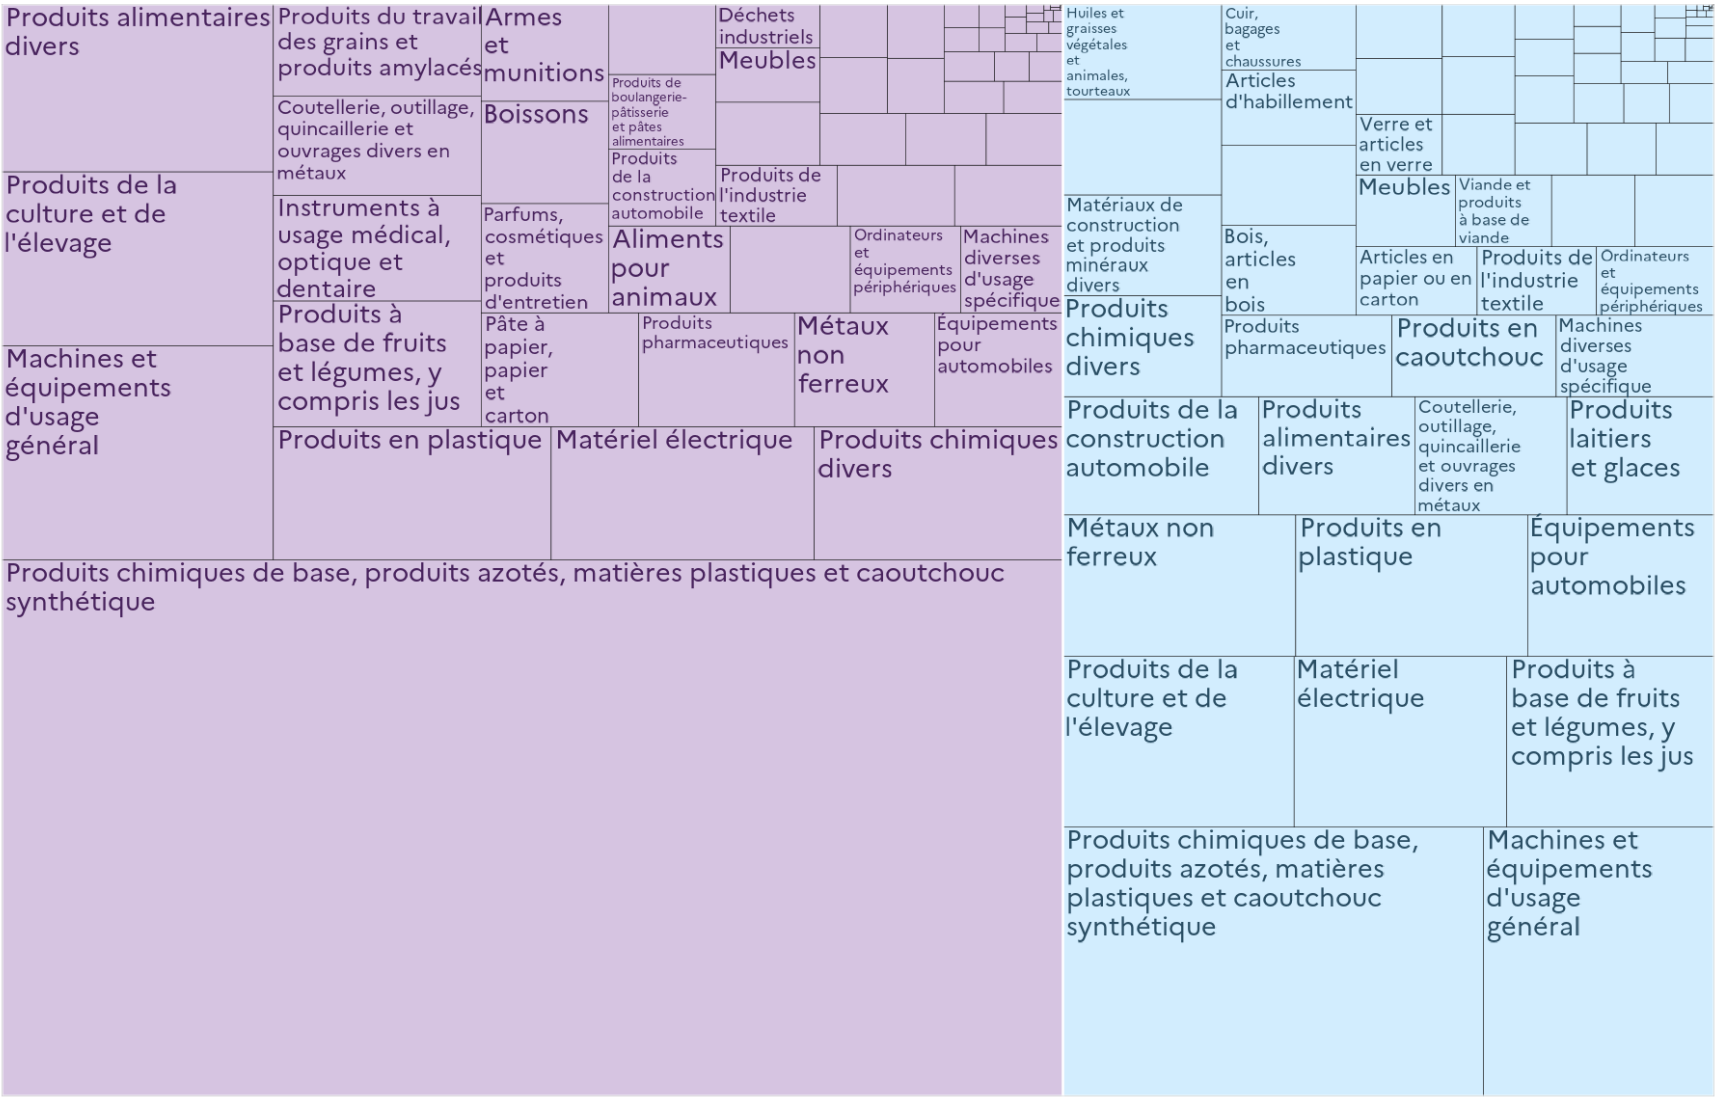 Produits alimentaires
divers
Produits de la
culture et de
l'élevage
Machines et
équipements
d'usage
général
Produits du travail
des grains et
produits amylacés
Coutellerie, outillage,
quincaillerie et
ouvrages divers en
métaux
Instruments à
usage médical,
optique et
dentaire
Produits à
base de fruits
et légumes, y
compris les jus
Armes
et
munitions
Boissons
Parfums,
cosmétiques
et
produits
d'entretien
Produits de
boulangerie-
pâtisserie
et pâtes
alimentaires
Produits
de la
construction
automobile
Déchets
industriels
Meubles
Produits de
l'industrie
textile
Aliments
pour
animaux
Ordinateurs
et
équipements
périphériques
Machines
diverses
d'usage
spécifique
Pâte à
papier,
papier
et
carton
Produits
pharmaceutiques
Métaux
non
ferreux
Équipements
pour
automobiles
Produits en plastique
Matériel électrique
Produits chimiques
divers
Produits chimiques de base, produits azotés, matières plastiques et caoutchouc
synthétique
Huiles et
graisses
végétales
et
animales,
tourteaux
Matériaux de
construction
et produits
minéraux
divers
Produits
chimiques
divers
Cuir,
bagages
et
chaussures
Articles
d'habillement
Bois,
articles
en
bois
Verre et
articles
en verre
Meubles
Viande et
produits
à base de
viande
Articles en
papier ou en
carton
Produits de
l'industrie
textile
Ordinateurs
et
équipements
périphériques
Produits
pharmaceutiques
Produits en
caoutchouc
Machines
diverses
d'usage
spécifique
Produits de la
construction
automobile
Produits
alimentaires
divers
Coutellerie,
outillage,
quincaillerie
et ouvrages
divers en
métaux
Produits
laitiers
et glaces
Métaux non
ferreux
Produits en
plastique
Équipements
pour
automobiles
Produits de la
culture et de
l'élevage
Matériel
électrique
Produits à
base de fruits
et légumes, y
compris les jus
Produits chimiques de base,
produits azotés, matières
plastiques et caoutchouc
synthétique
Machines et
équipements
d'usage
général